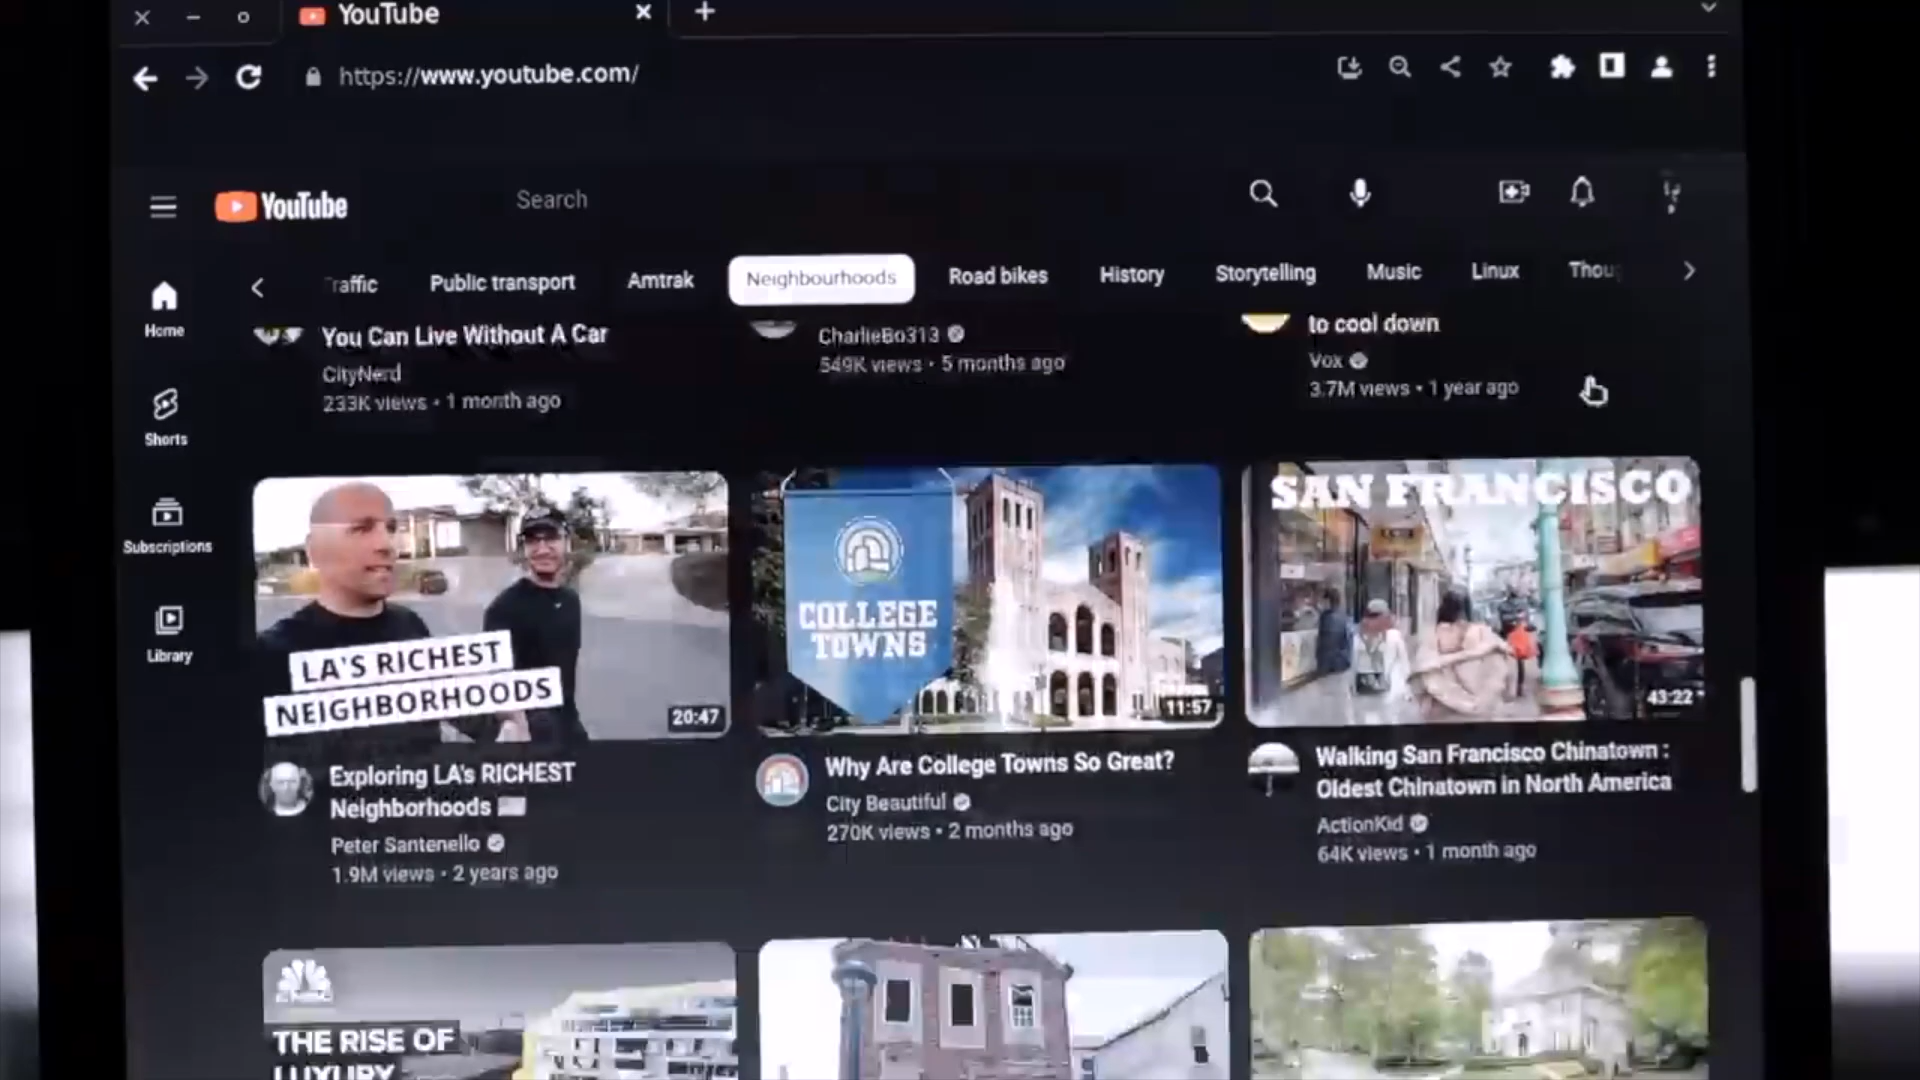 YouTube
https://www.youtube.com/
YouTube
Search
Traffic
Public transport
Amtrak
Neighbourhoods
Road bikes
History
Storytelling
Music
Linux
Thou
Home
Shorts
Subscriptions
Library
You Can Live Without A Car
CityNerd
233K views • 1 month ago
CharlieBo313
549K views • 5 months ago
to cool down
Vox
3.7M views • 1 year ago
LA'S RICHEST
NEIGHBORHOODS
20:47
Exploring LA's RICHEST
Neighborhoods
Peter Santenello
1.9M views • 2 years ago
COLLEGE
TOWNS
11:57
Why Are College Towns So Great?
City Beautiful
270K views • 2 months ago
SAN FRANCISCO
43:22
Walking San Francisco Chinatown :
Oldest Chinatown in North America
ActionKid
64K views • 1 month ago
CNBC
THE RISE OF
LUXURY